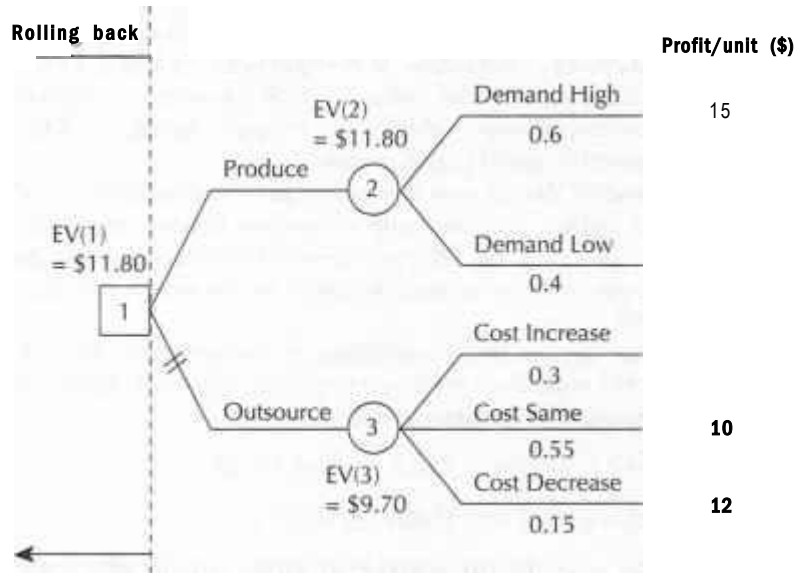 Rolling back
Profit/unit ($)
Demand High
15
EV(2)
= $11.80
0.6
Produce
2
EV(1)
= $11.80
Demand Low
0.4
1
Cost Increase
0.3
Outsource
3
Cost Same
10
0.55
EV(3)
= $9.70
Cost Decrease
12
0.15